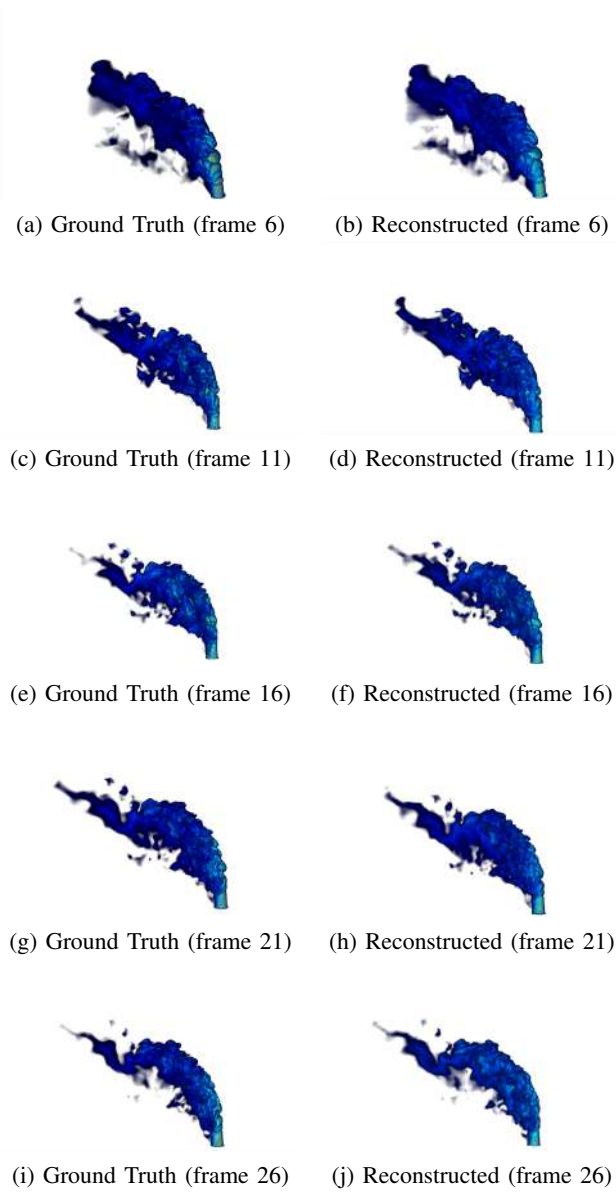 (a) Ground Truth (frame 6)
(b) Reconstructed (frame 6)
(c) Ground Truth (frame 11)
(d) Reconstructed (frame 11)
(e) Ground Truth (frame 16)
(f) Reconstructed (frame 16)
(g) Ground Truth (frame 21)
(h) Reconstructed (frame 21)
(i) Ground Truth (frame 26)
(j) Reconstructed (frame 26)